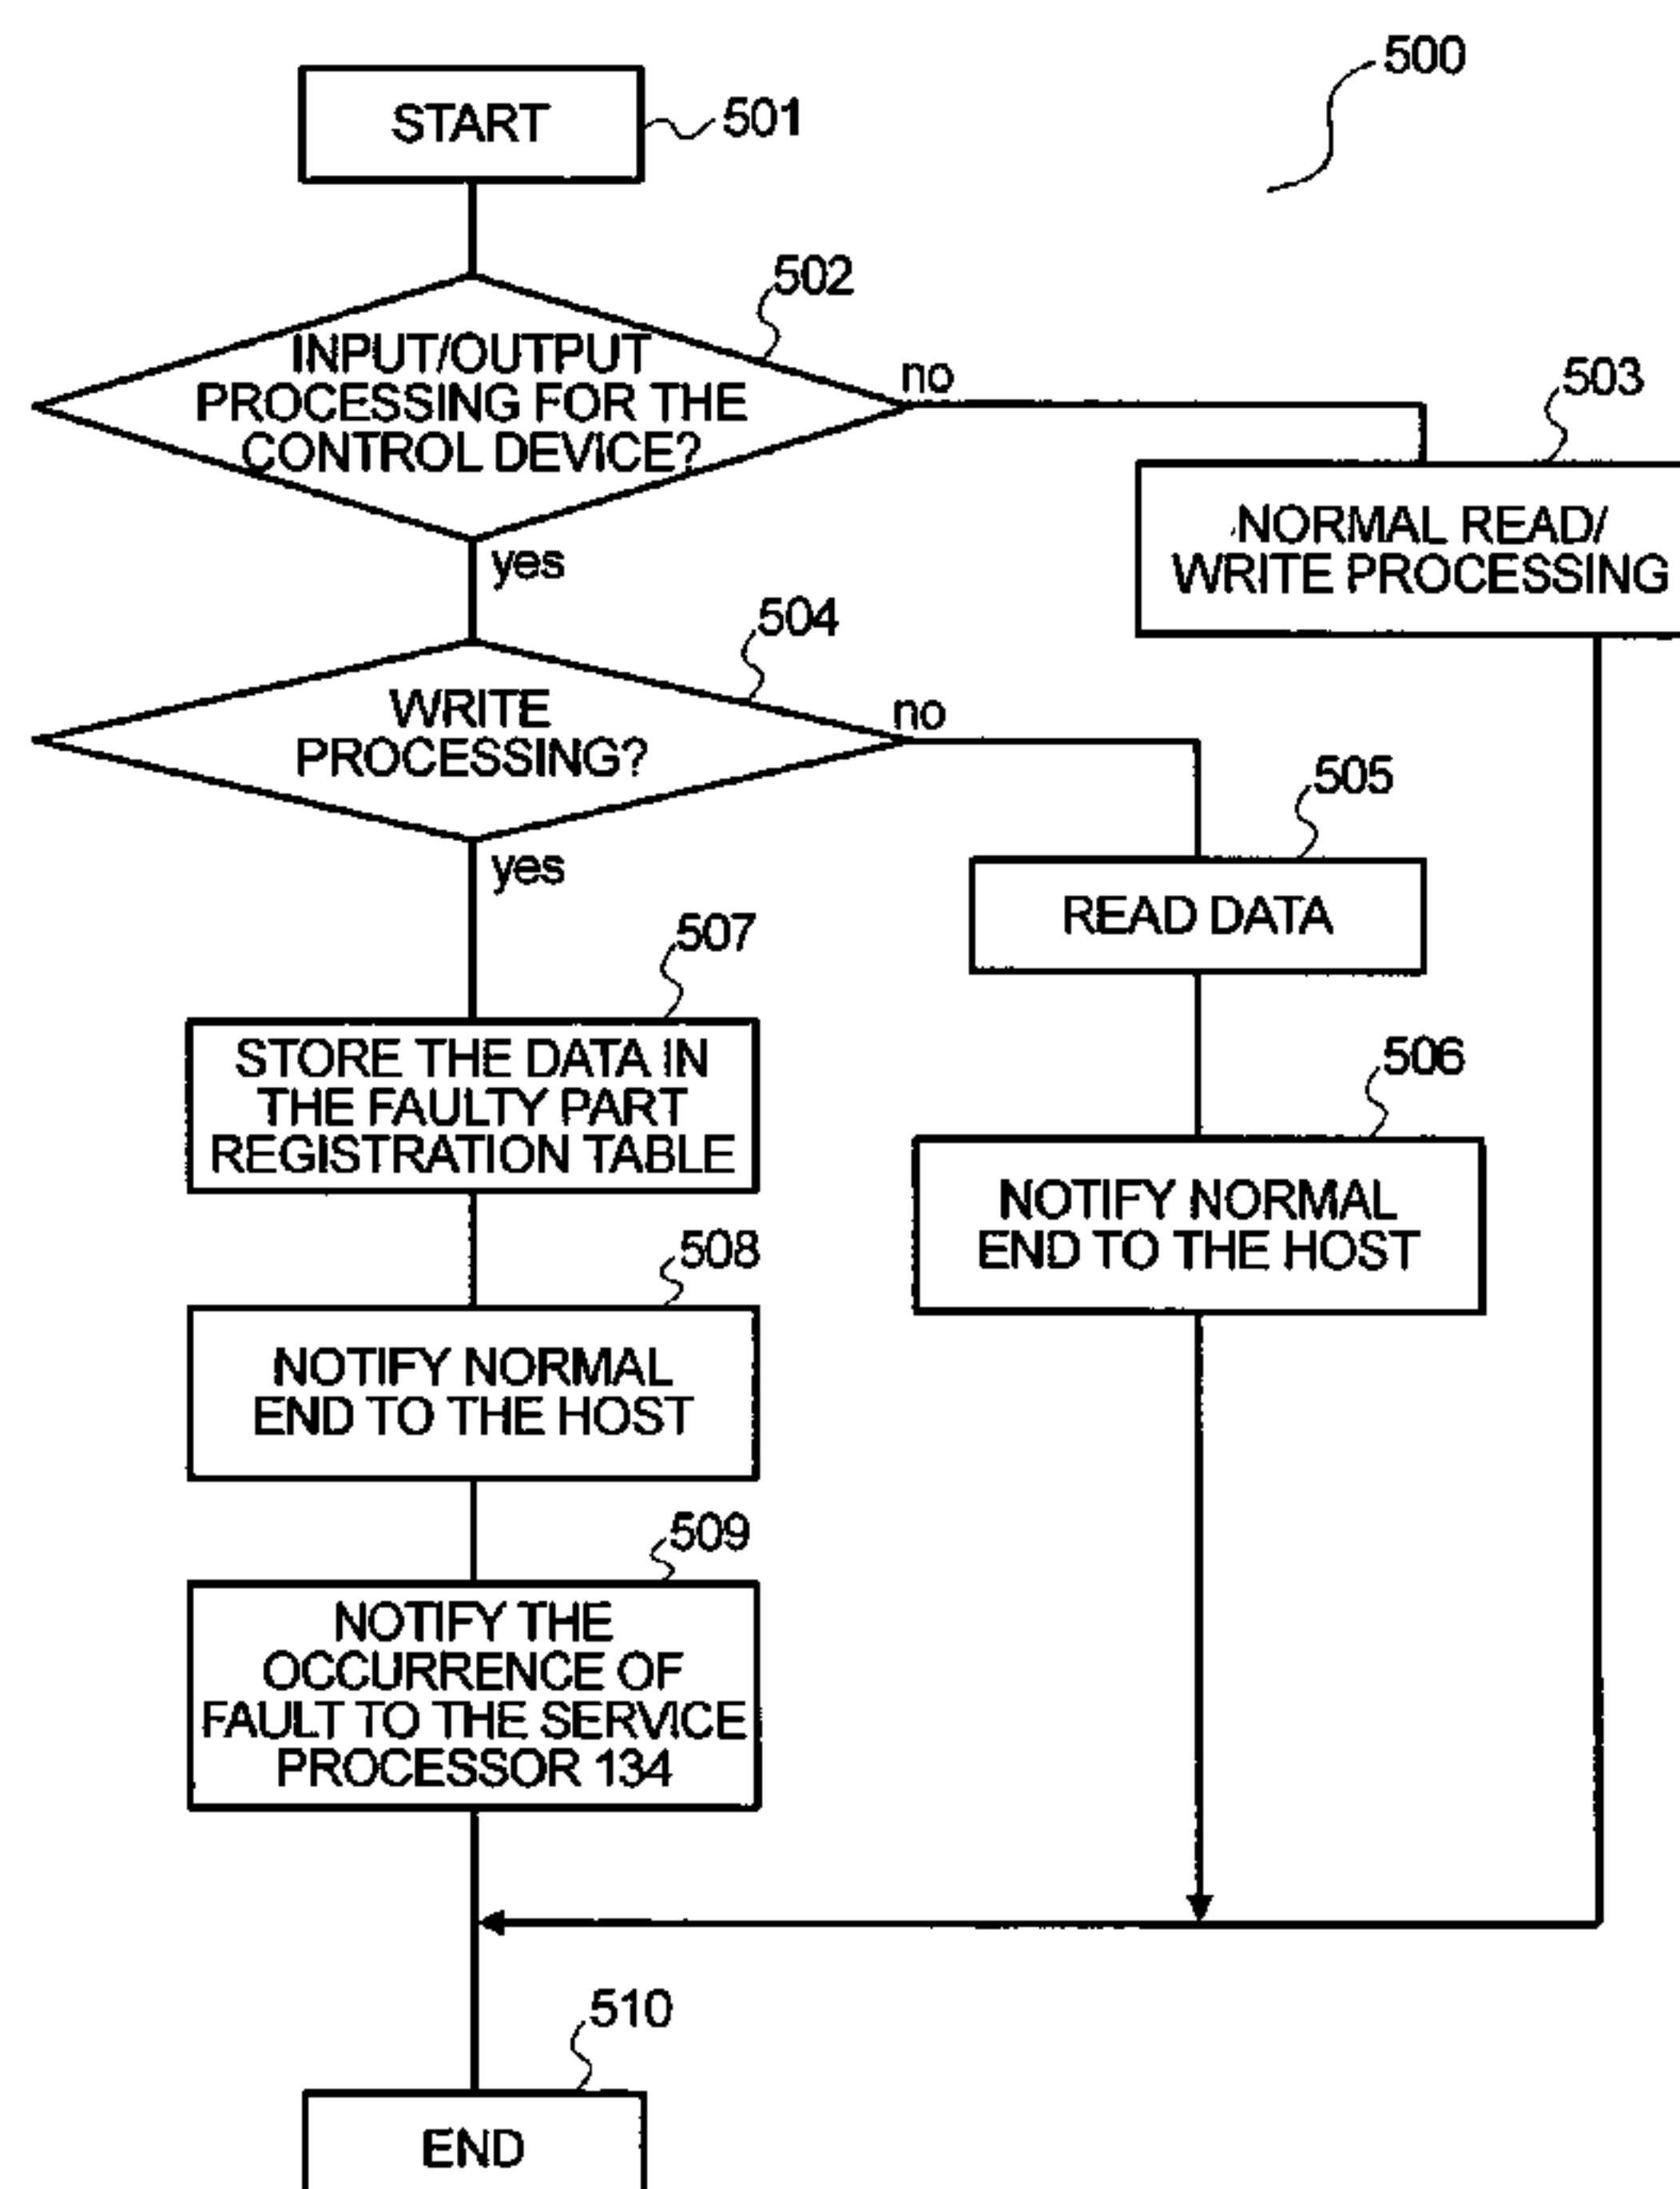 500
START
501
502
INPUT/OUTPUT
PROCESSING FOR THE
CONTROL DEVICE?
no
503
NORMAL READ/
WRITE PROCESSING
yes
504
WRITE
PROCESSING?
no
505
READ DATA
yes
507
STORE THE DATA IN
THE FAULTY PART
REGISTRATION TABLE
506
NOTIFY NORMAL
END TO THE HOST
508
NOTIFY NORMAL
END TO THE HOST
509
NOTIFY THE
OCCURRENCE OF
FAULT TO THE SERVICE
PROCESSOR 134
510
END